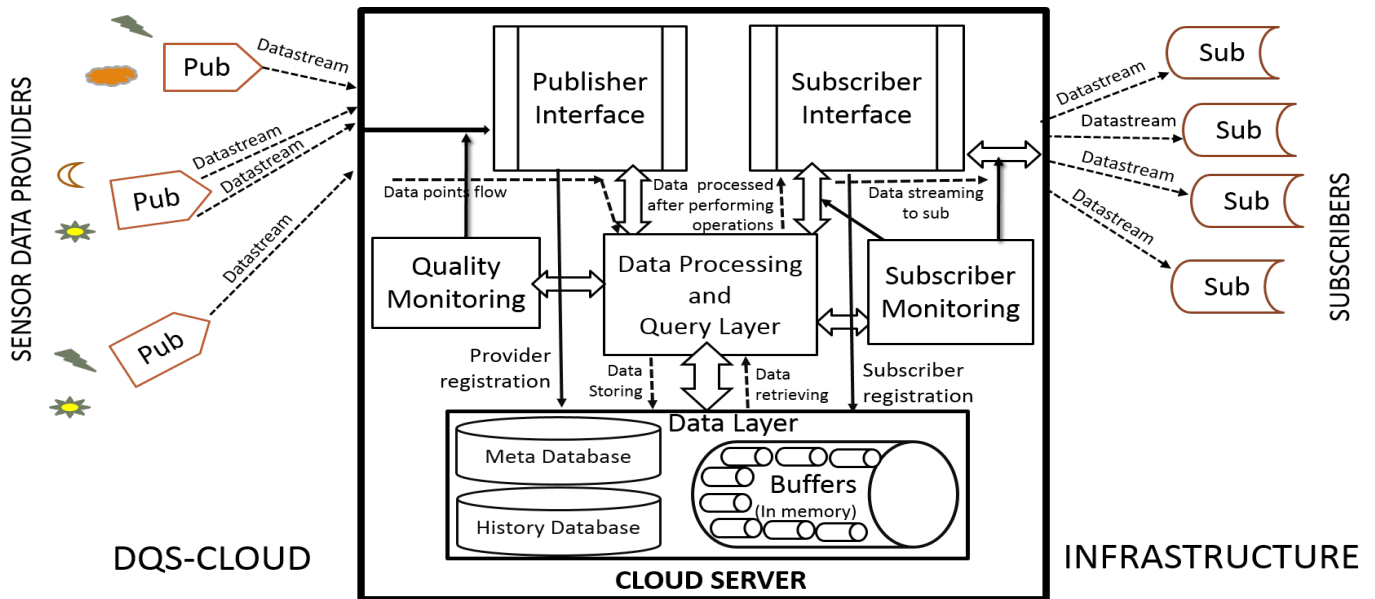 SENSOR DATA PROVIDERS
Pub
Datastream
Pub
Datastream
Datastream
Pub
Datastream
Publisher
Interface
Subscriber
Interface
Data points flow
Data processed
after performing
operations
Data streaming
to sub
Quality
Monitoring
Data Processing
and
Query Layer
Subscriber
Monitoring
Provider
registration
Data
Storing
Data
retrieving
Subscriber
registration
Data Layer
Meta Database
History Database
Buffers
(In memory)
CLOUD SERVER
Datastream
Sub
Datastream
Sub
Datastream
Sub
Datastream
Sub
SUBSCRIBERS
DQS-CLOUD
INFRASTRUCTURE